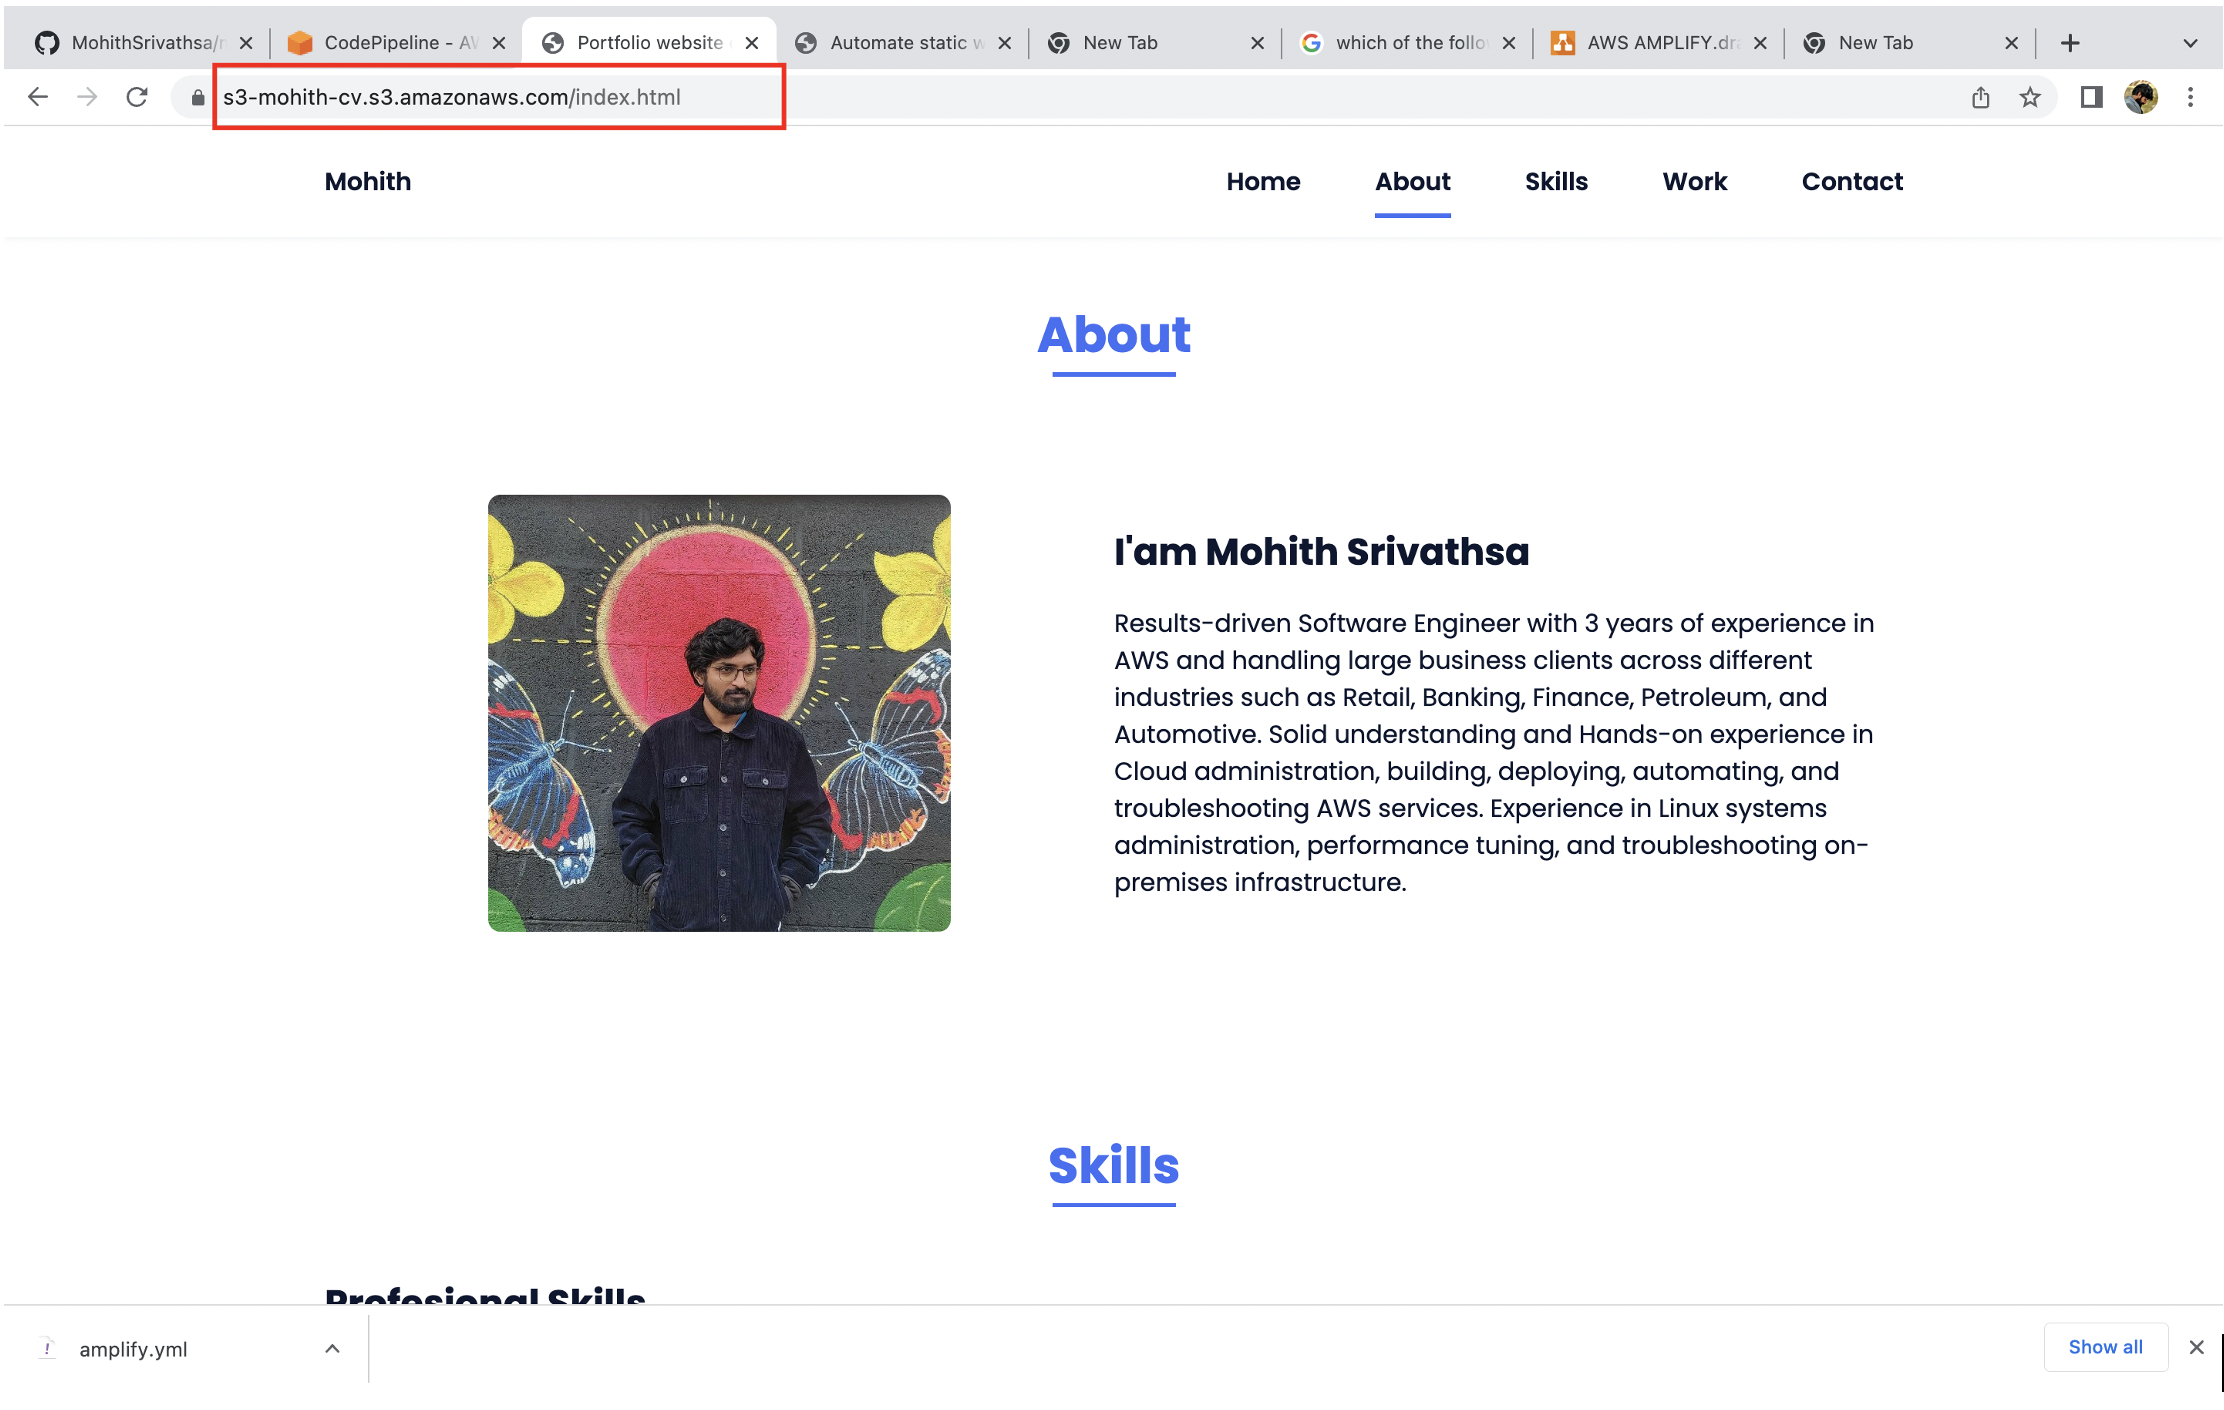 MohithSrivathsa/
CodePipeline - AW
Portfolio website
Automate static w
New Tab
which of the follo
AWS AMPLIFY.dra
New Tab
s3-mohith-cv.s3.amazonaws.com/index.html
Mohith
Home
About
Skills
Work
Contact
About
I'am Mohith Srivathsa
Results-driven Software Engineer with 3 years of experience in
AWS and handling large business clients across different
industries such as Retail, Banking, Finance, Petroleum, and
Automotive. Solid understanding and Hands-on experience in
Cloud administration, building, deploying, automating, and
troubleshooting AWS services. Experience in Linux systems
administration, performance tuning, and troubleshooting on-
premises infrastructure.
Skills
Profesional Skills
amplify.yml
Show all